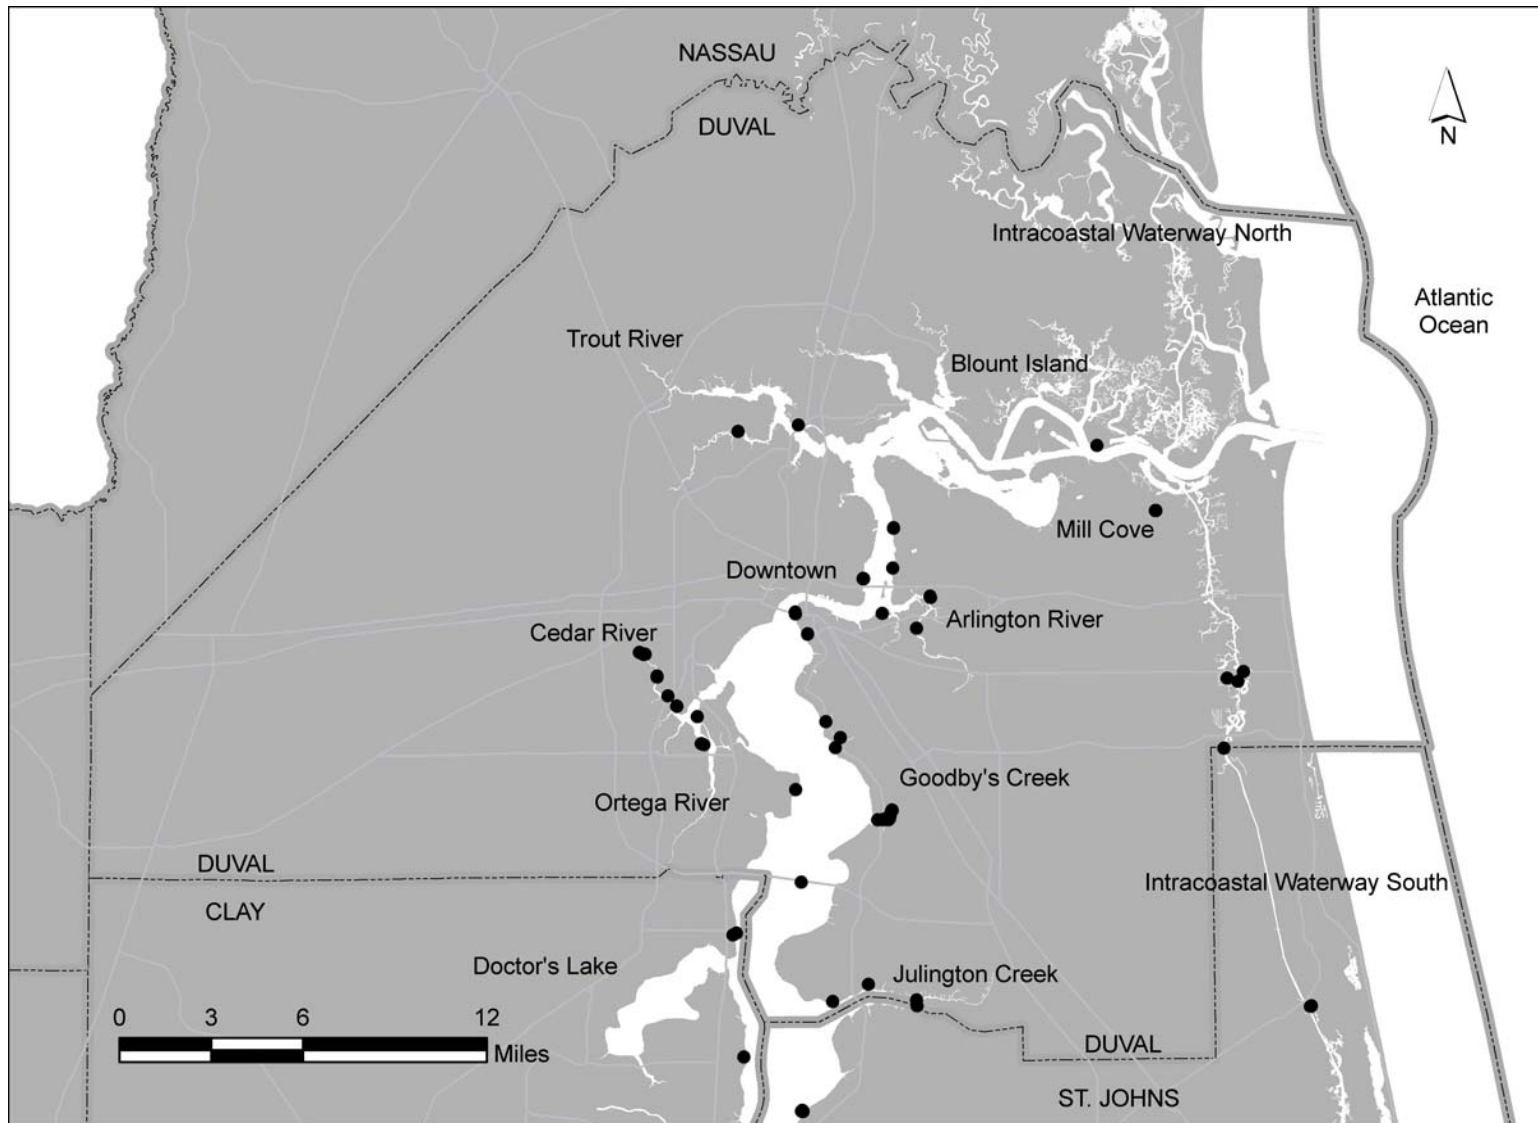 NASSAU
DUVAL
N
Intracoastal Waterway North
Atlantic
Ocean
Trout River
Blount Island
Mill Cove
Downtown
Arlington River
Cedar River
Goodby's Creek
Ortega River
DUVAL
CLAY
Intracoastal Waterway South
Doctor's Lake
Julington Creek
0 3 6 12
Miles
DUVAL
ST. JOHNS